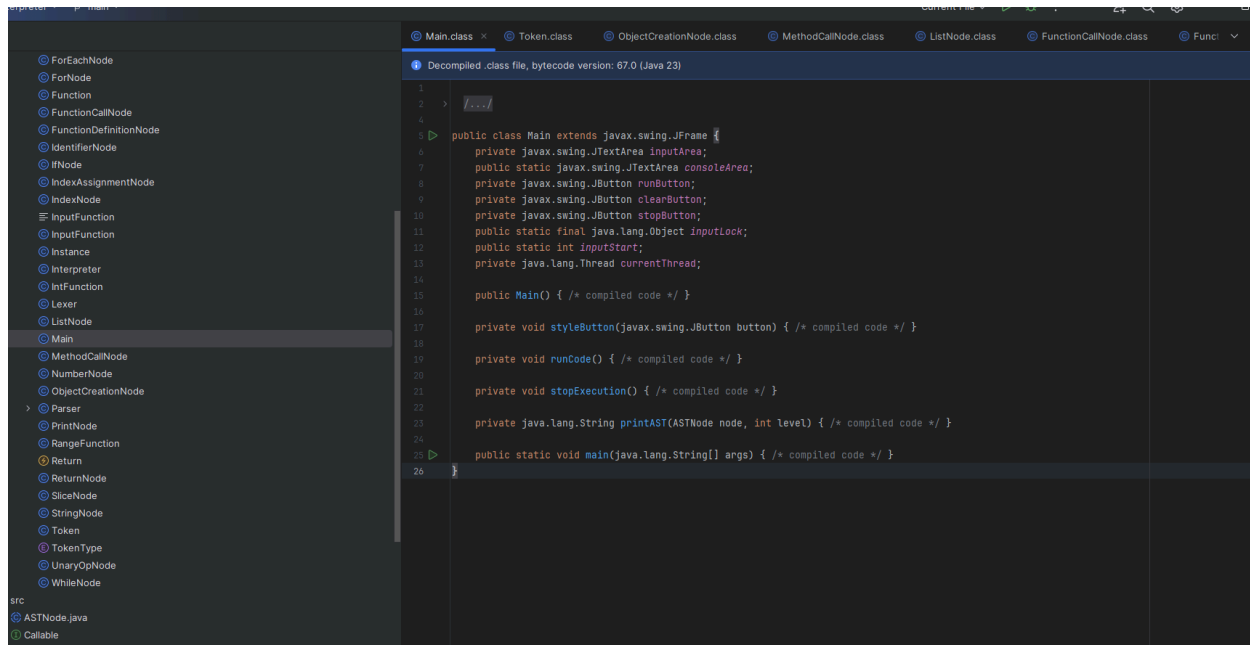 main
Current File
Main.class
Token.class
ObjectCreationNode.class
MethodCallNode.class
ListNode.class
FunctionCallNode.class
Funct
Decompiled .class file, bytecode version: 67.0 (Java 23)
ForEachNode
ForNode
Function
FunctionCallNode
FunctionDefinitionNode
IdentifierNode
IfNode
IndexAssignmentNode
IndexNode
InputFunction
InputFunction
Instance
Interpreter
IntFunction
Lexer
ListNode
Main
MethodCallNode
NumberNode
ObjectCreationNode
Parser
PrintNode
RangeFunction
Return
ReturnNode
SliceNode
StringNode
Token
TokenType
UnaryOpNode
WhileNode
src
ASTNode.java
Callable
1
2 /.../
4
5 public class Main extends javax.swing.JFrame {
6 private javax.swing.JTextArea inputArea;
7 public static javax.swing.JTextArea consoleArea;
8 private javax.swing.JButton runButton;
9 private javax.swing.JButton clearButton;
10 private javax.swing.JButton stopButton;
11 public static final java.lang.Object inputLock;
12 public static int inputStart;
13 private java.lang.Thread currentThread;
14
15 public Main() { /* compiled code */ }
16
17 private void styleButton(javax.swing.JButton button) { /* compiled code */ }
18
19 private void runCode() { /* compiled code */ }
20
21 private void stopExecution() { /* compiled code */ }
22
23 private java.lang.String printAST(ASTNode node, int level) { /* compiled code */ }
24
25 public static void main(java.lang.String[] args) { /* compiled code */ }
26 }